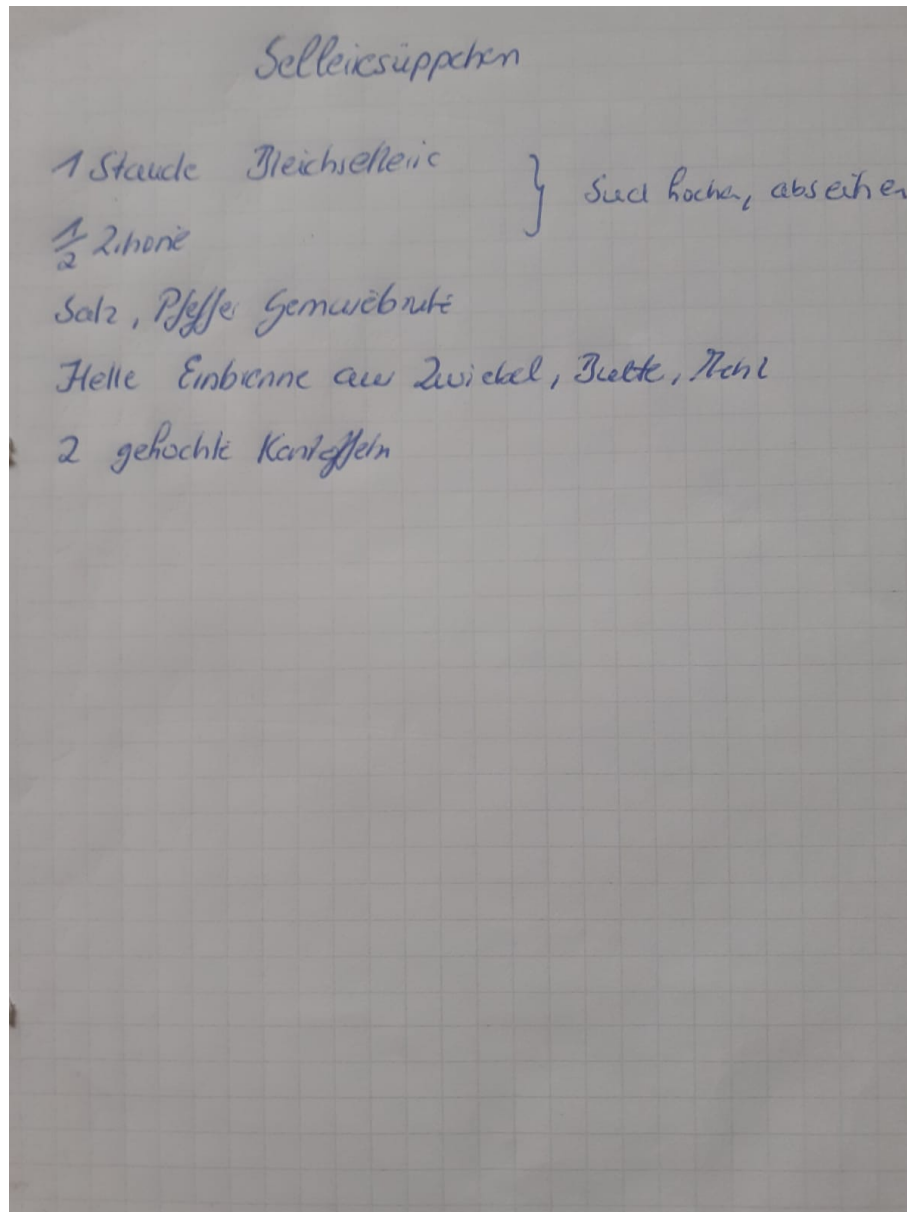 Selleriesüppchen
1 Staude Bleichsellerie } Sud kochen, abseihen
1/2 Zitrone
Salz, Pfeffer Gemüsebrühe
Helle Einbrenne aus Zwiebel, Butter, Mehl
2 gekochte Kartoffeln